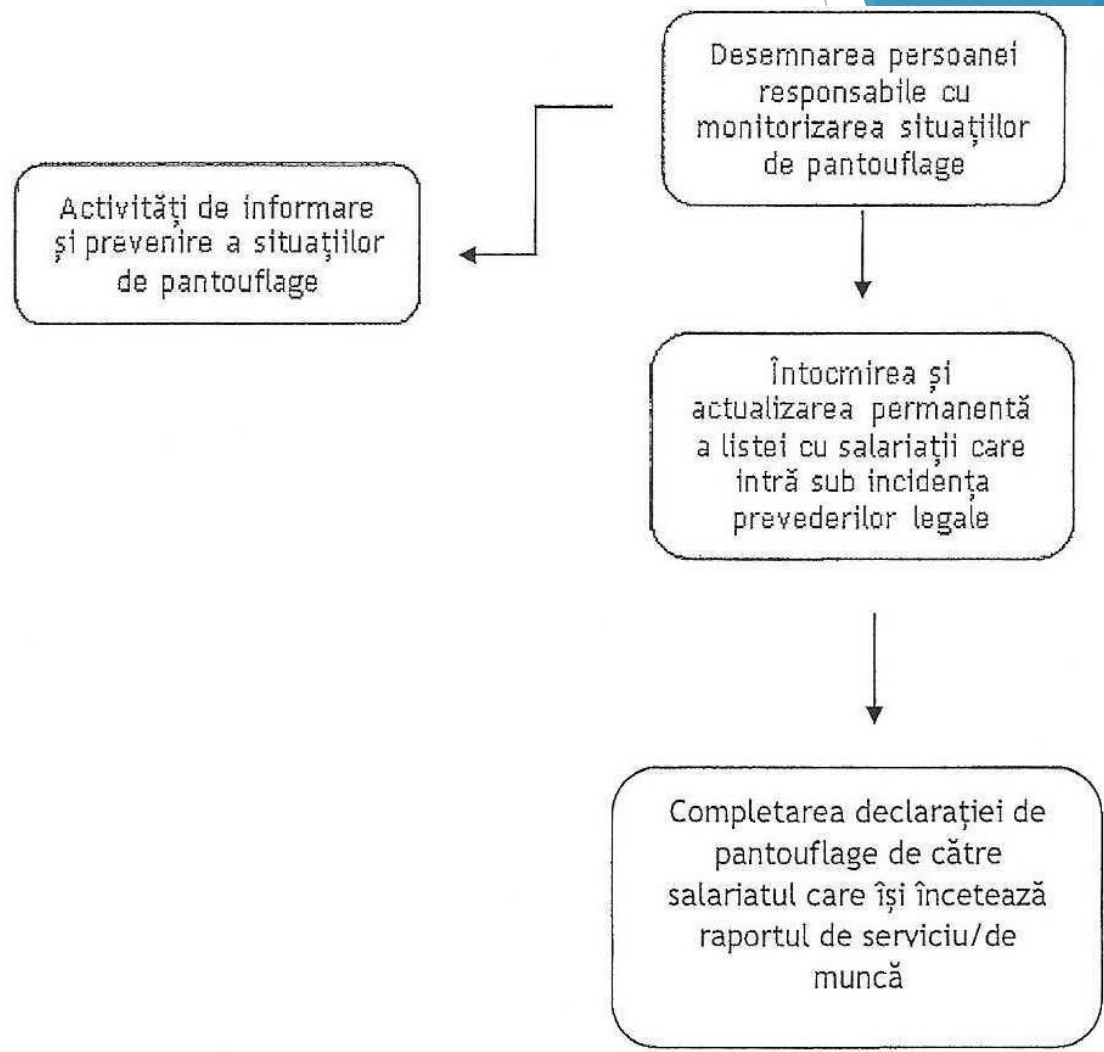 Desemnarea persoanei
responsabile cu
monitorizarea situațiilor
de pantouflage
Activități de informare
și prevenire a situațiilor
de pantouflage
Întocmirea și
actualizarea permanentă
a listei cu salariații care
intră sub incidența
prevederilor legale
Completarea declarației de
pantouflage de către
salariatul care își încetează
raportul de serviciu/de
muncă